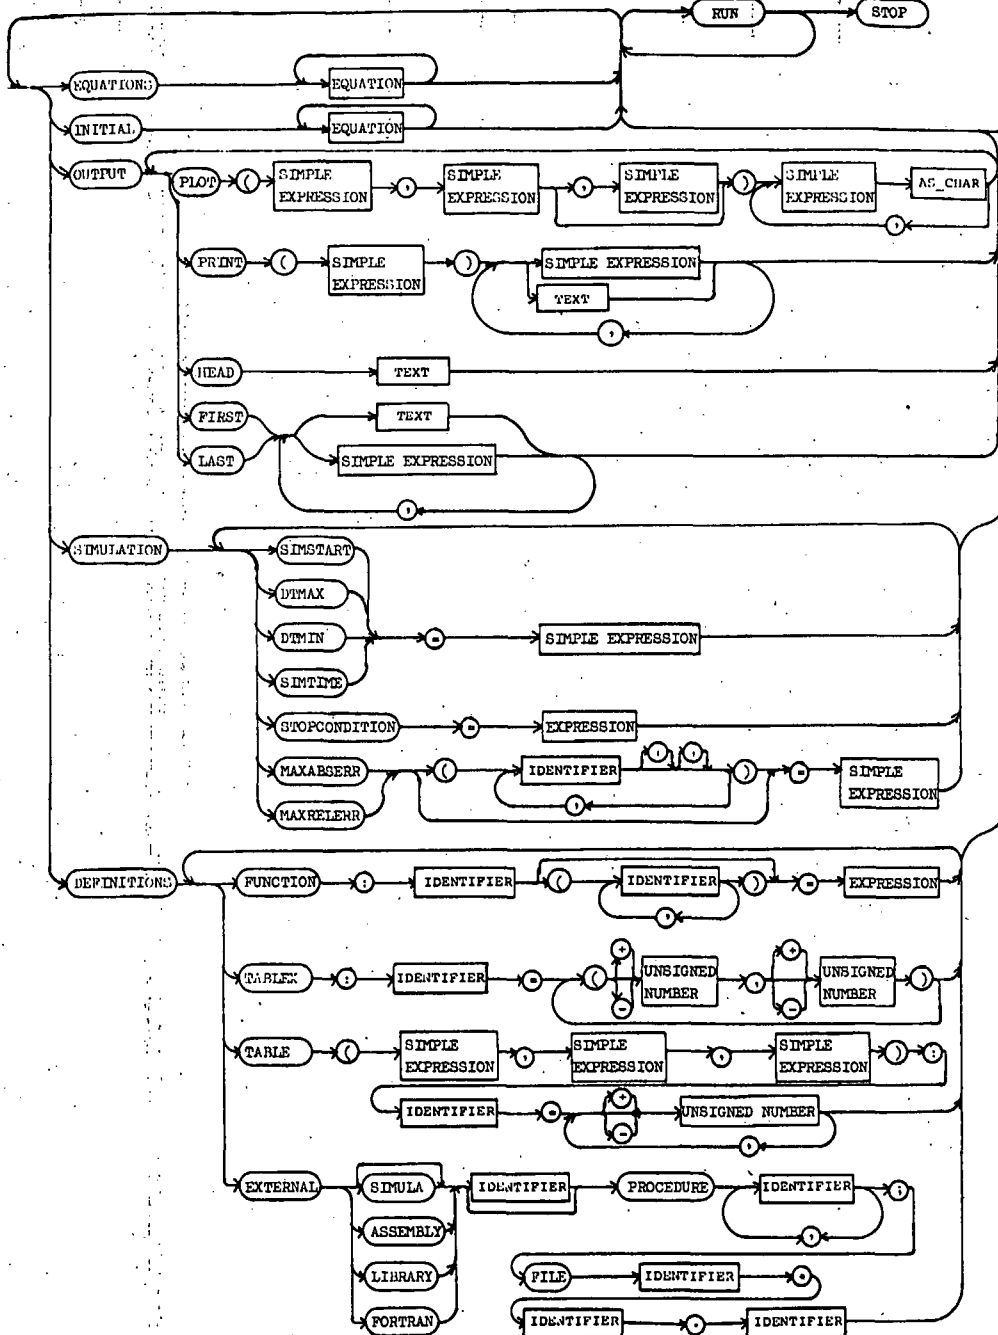 RUN STOP
EQUATIONS EQUATION
INITIAL EQUATION
OUTPUT PLOT ( SIMPLE EXPRESSION , SIMPLE EXPRESSION , SIMPLE EXPRESSION ) SIMPLE EXPRESSION AS_CHAR
,
PRINT ( SIMPLE EXPRESSION ) SIMPLE EXPRESSION
TEXT
,
HEAD TEXT
FIRST TEXT
LAST SIMPLE EXPRESSION
,
SIMULATION SIMSTART
DTMAX
DTMIN = SIMPLE EXPRESSION
SIMTIME
STOPCONDITION = EXPRESSION
MAXABSERR ( IDENTIFIER . . ) = SIMPLE EXPRESSION
,
MAXRELERR
DEFINITIONS FUNCTION : IDENTIFIER ( IDENTIFIER ) = EXPRESSION
,
+ +
TABLEX : IDENTIFIER = ( UNSIGNED NUMBER , UNSIGNED NUMBER )
- -
TABLE ( SIMPLE EXPRESSION , SIMPLE EXPRESSION , SIMPLE EXPRESSION ) :
+
IDENTIFIER = UNSIGNED NUMBER
-
,
EXTERNAL SIMULA IDENTIFIER PROCEDURE IDENTIFIER ;
ASSEMBLY
,
LIBRARY FILE IDENTIFIER .
FORTRAN IDENTIFIER . IDENTIFIER